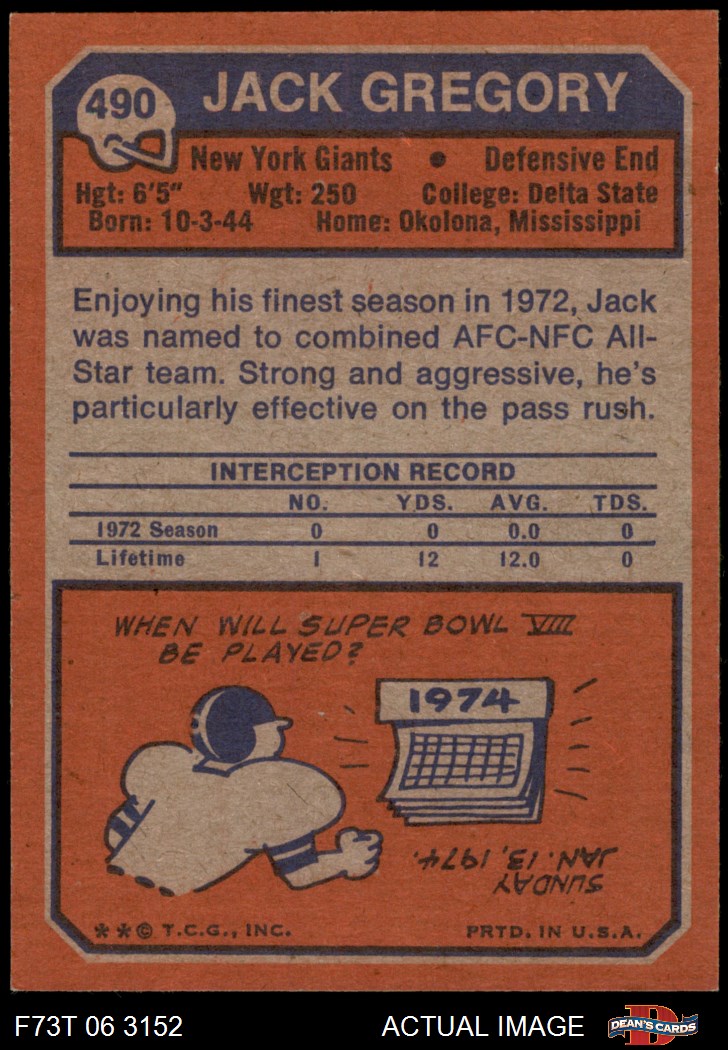 490
JACK GREGORY
New York Giants • Defensive End
Hgt: 6'5" Wgt: 250 College: Delta State
Born: 10-3-44 Home: Okolona, Mississippi
Enjoying his finest season in 1972, Jack
was named to combined AFC-NFC All-
Star team. Strong and aggressive, he's
particularly effective on the pass rush.
INTERCEPTION RECORD
NO. YDS. AVG. TDS.
1972 Season 0 0 0.0 0
Lifetime 1 12 12.0 0
WHEN WILL SUPER BOWL VIII
BE PLAYED?
1974
SUNDAY
JAN. 13, 1974.
**© T.C.G., INC. PRTD. IN U.S.A.
F73T 06 3152 ACTUAL IMAGE D DEAN'S CARDS